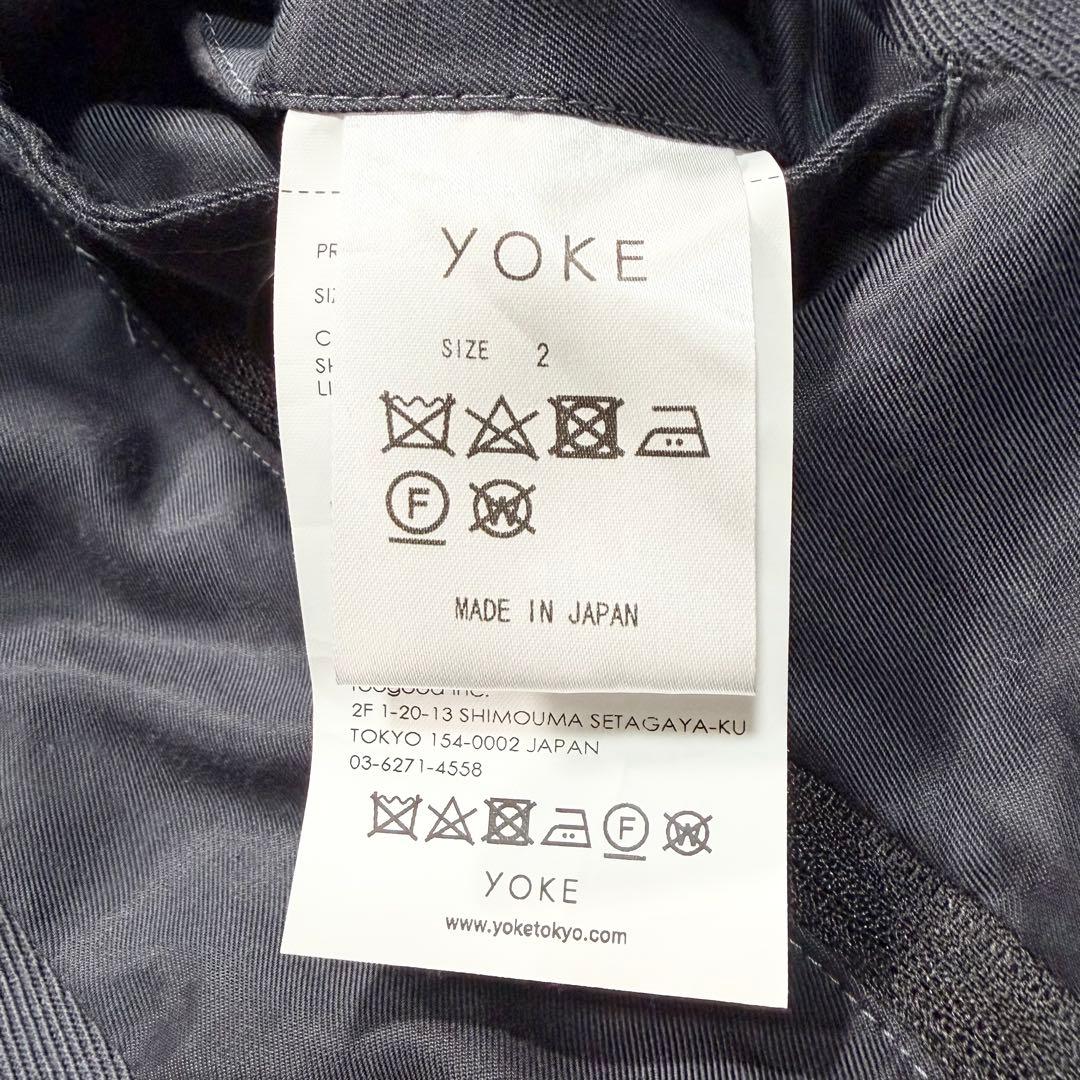 YOKE
SIZE 2
F
W
MADE IN JAPAN
2F 1-20-13 SHIMOUMA SETAGAYA-KU
TOKYO 154-0002 JAPAN
03-6271-4558
F W
YOKE
www.yoketokyo.com